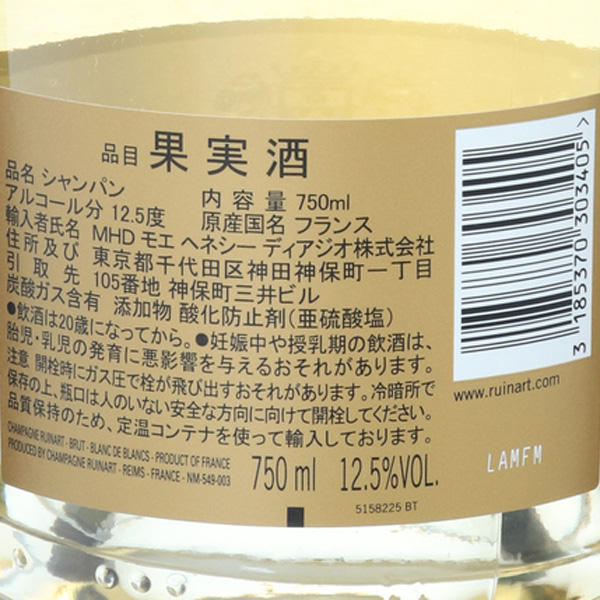 品目 果実酒
品名 シャンパン
アルコール分 12.5度 内容量 750ml
輸入者氏名 原産国名 フランス
MHD モエ ヘネシー ディアジオ株式会社
住所及び 東京都千代田区神田神保町一丁目
引取先 105番地 神保町三井ビル
炭酸ガス含有 添加物 酸化防止剤(亜硫酸塩)
●飲酒は20歳になってから。●妊娠中や授乳期の飲酒は、
胎児・乳児の発育に悪影響を与えるおそれがあります。
注意 開栓時にガス圧で栓が飛び出すおそれがあります。冷暗所で
保存の上、瓶口は人のいない安全な方向に向けて開栓してください。
品質保持のため、定温コンテナを使って輸入しております。
CHAMPAGNE RUINART - BRUT - BLANC DE BLANCS - PRODUCT OF FRANCE
PRODUCED BY CHAMPAGNE RUINART - REIMS - FRANCE - NM-549-003
750 ml 12.5%VOL.
5158225 BT
3 185370 303405 >
www.ruinart.com
LAMFM